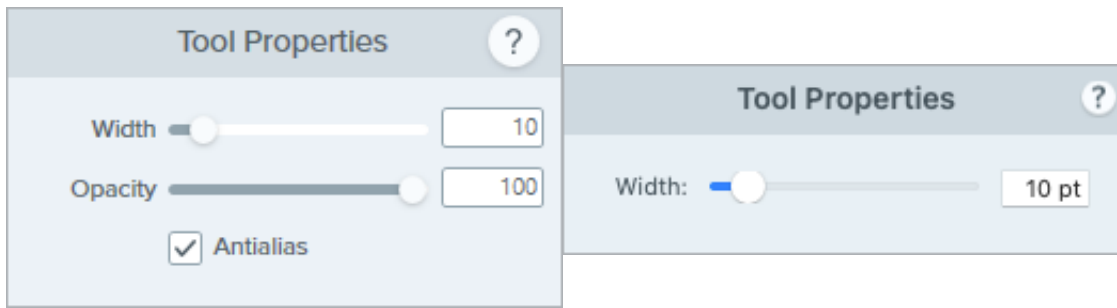 Tool Properties ?
Width 10
Opacity 100
Antialias
Tool Properties ?
Width: 10 pt